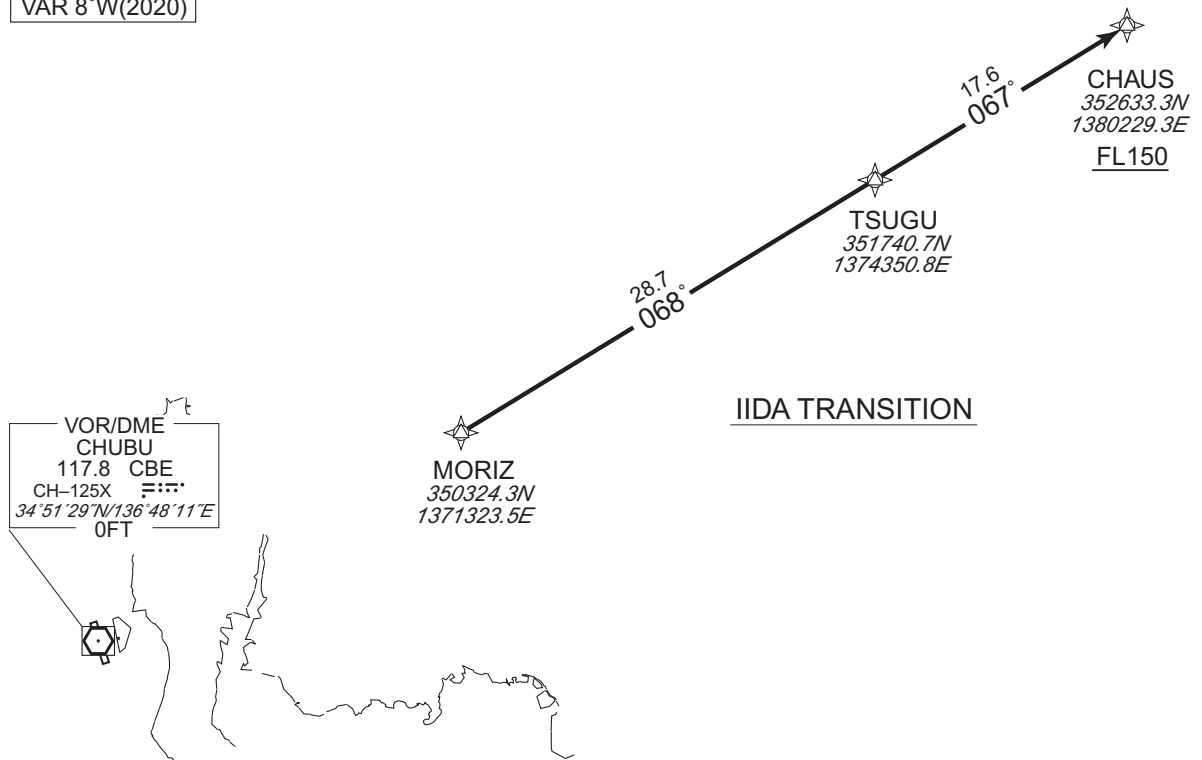 VAR 8°W(2020)
17.6
067°
CHAUS
352633.3N
1380229.3E
FL150
TSUGU
351740.7N
1374350.8E
28.7
068°
IIDA TRANSITION
MORIZ
350324.3N
1371323.5E
VOR/DME
CHUBU
117.8 CBE
CH–125X
34°51′29″N/136°48′11″E
0FT